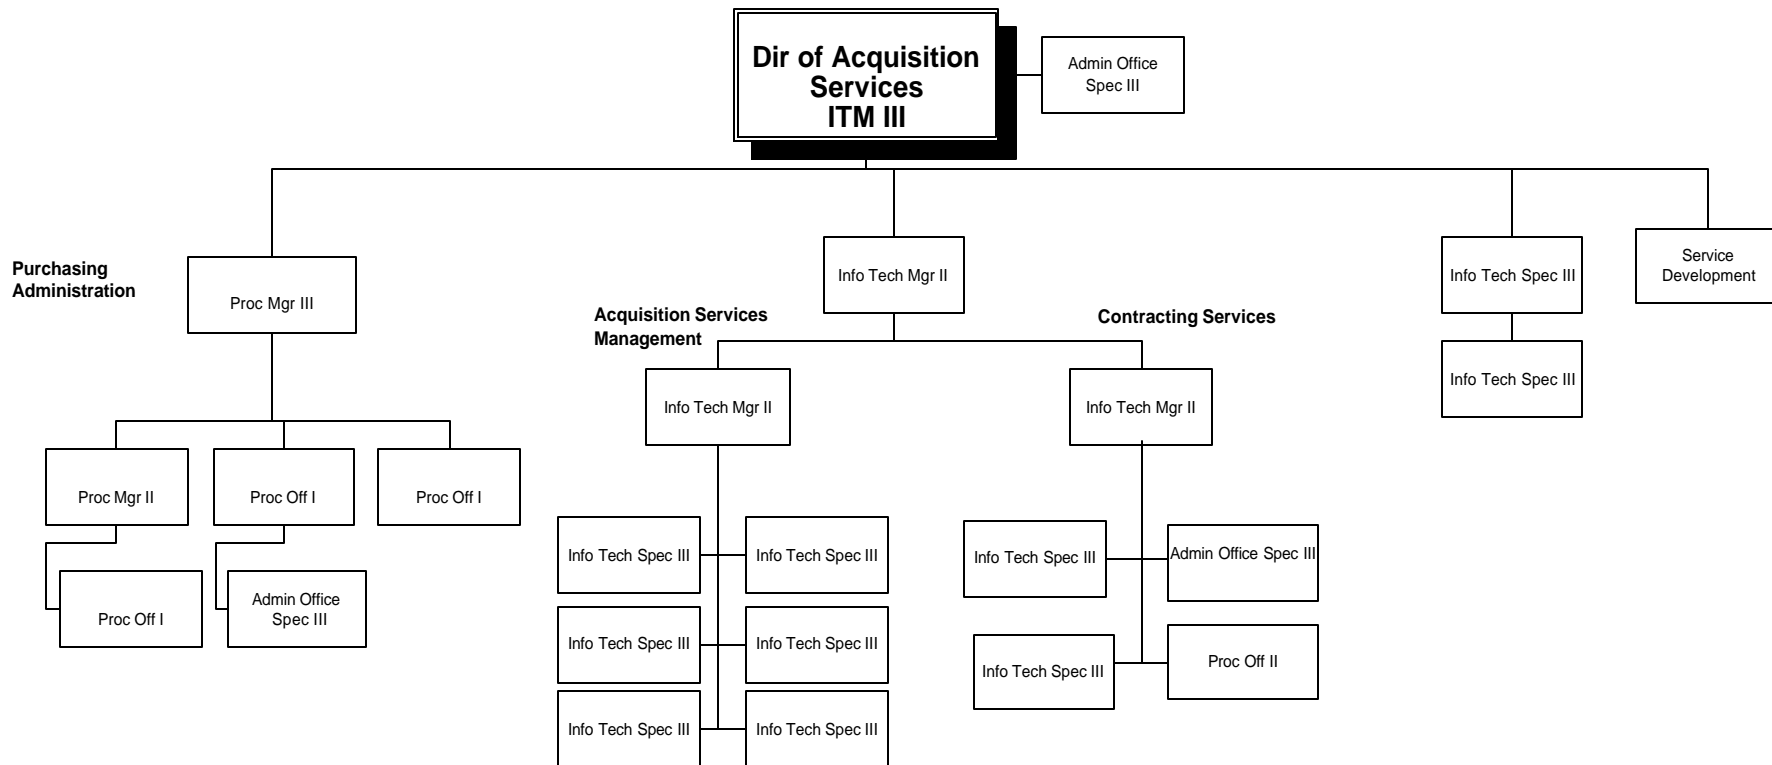 Dir of Acquisition
Services
ITM III
Admin Office
Spec III
Purchasing
Administration
Proc Mgr III
Info Tech Mgr II
Info Tech Spec III
Service
Development
Acquisition Services
Management
Contracting Services
Info Tech Spec III
Info Tech Mgr II
Info Tech Mgr II
Proc Mgr II
Proc Off I
Proc Off I
Proc Off I
Admin Office
Spec III
Info Tech Spec III
Info Tech Spec III
Info Tech Spec III
Info Tech Spec III
Info Tech Spec III
Info Tech Spec III
Info Tech Spec III
Admin Office Spec III
Info Tech Spec III
Proc Off II